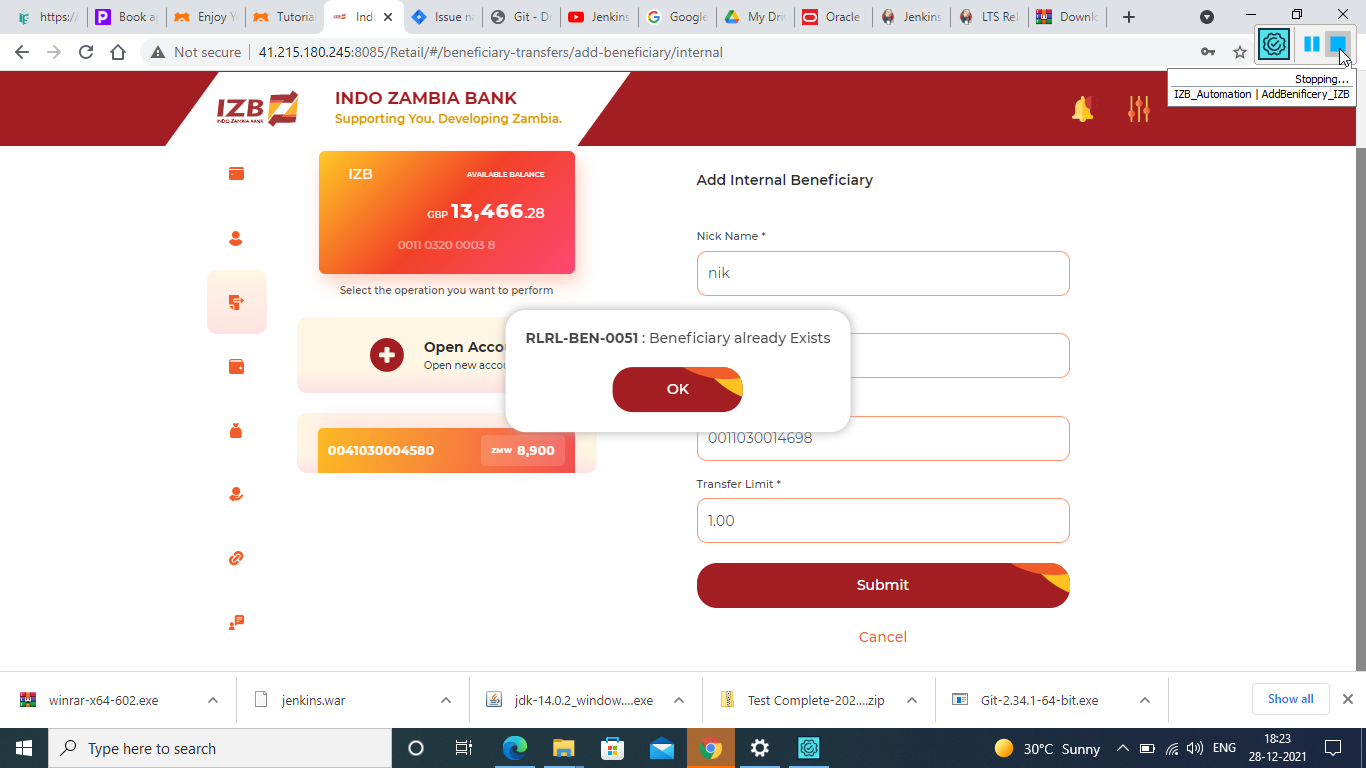 https:/
Book a
Enjoy Y
Tutoria
Indo
Issue na
Git - Do
Jenkins
Google
My Driv
Oracle
Jenkins
LTS Rel
Downlo
Not secure
41.215.180.245:8085/Retail/#/beneficiary-transfers/add-beneficiary/internal
Stopping...
IZB_Automation | AddBenificery_IZB
IZB
INDO ZAMBIA BANK
INDO ZAMBIA BANK
Supporting You. Developing Zambia.
IZB
AVAILABLE BALANCE
GBP 13,466.28
0011 0320 0003 8
Select the operation you want to perform
Open Accou
Open new accou
0041030004580
ZMW 8,900
Add Internal Beneficiary
Nick Name *
nik
RLRL-BEN-0051 : Beneficiary already Exists
OK
0011030014698
Transfer Limit *
1.00
Submit
Cancel
winrar-x64-602.exe
jenkins.war
jdk-14.0.2_window....exe
Test Complete-202....zip
Git-2.34.1-64-bit.exe
Show all
Type here to search
30°C Sunny
ENG
18:23
28-12-2021